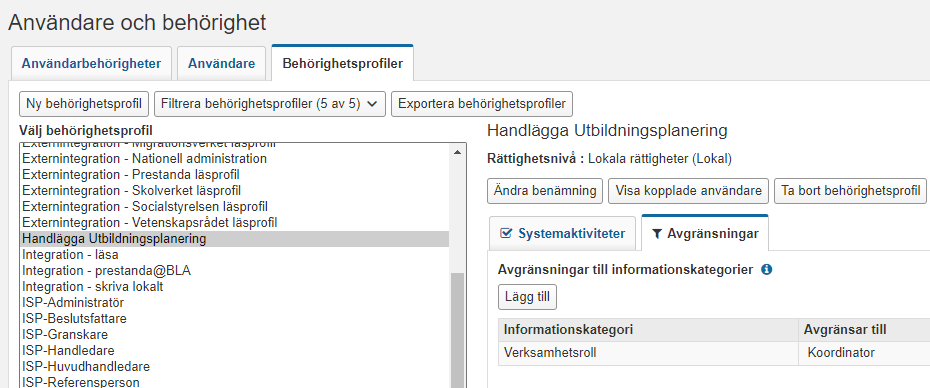 Användare och behörighet
Användarbehörigheter
Användare
Behörighetsprofiler
Ny behörighetsprofil
Filtrera behörighetsprofiler (5 av 5)
Exportera behörighetsprofiler
Välj behörighetsprofil
Externintegration - Migrationsverket läsprofil
Externintegration - Nationell administration
Externintegration - Prestanda läsprofil
Externintegration - Skolverket läsprofil
Externintegration - Socialstyrelsen läsprofil
Externintegration - Vetenskapsrådet läsprofil
Handlägga Utbildningsplanering
Integration - läsa
Integration - prestanda@BLA
Integration - skriva lokalt
ISP-Administratör
ISP-Beslutsfattare
ISP-Granskare
ISP-Handledare
ISP-Huvudhandledare
ISP-Referensperson
Handlägga Utbildningsplanering
Rättighetsnivå : Lokala rättigheter (Lokal)
Ändra benämning
Visa kopplade användare
Ta bort behörighetsprofil
Systemaktiviteter
Avgränsningar
Avgränsningar till informationskategorier
Lägg till
Informationskategori
Avgränsar till
Verksamhetsroll
Koordinator